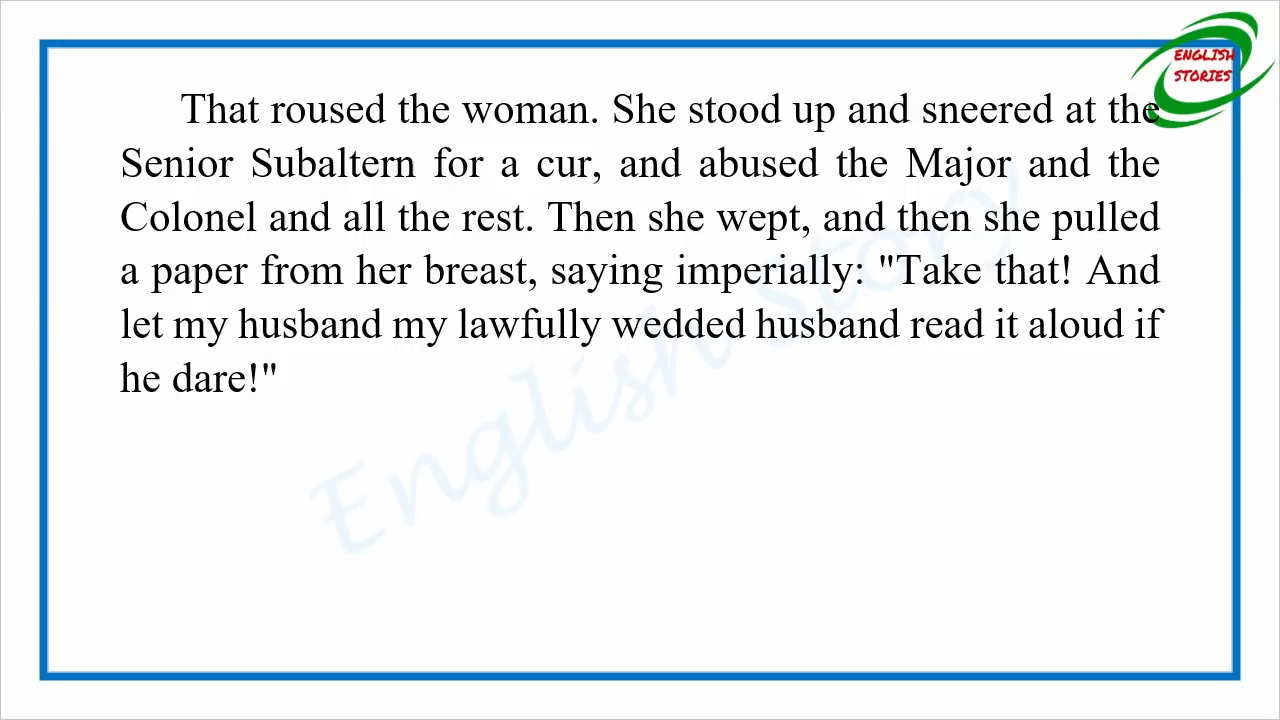 ENGLISH
STORIES
That roused the woman. She stood up and sneered at the
Senior Subaltern for a cur, and abused the Major and the
Colonel and all the rest. Then she wept, and then she pulled
a paper from her breast, saying imperially: "Take that! And
let my husband my lawfully wedded husband read it aloud if
he dare!"
English Story